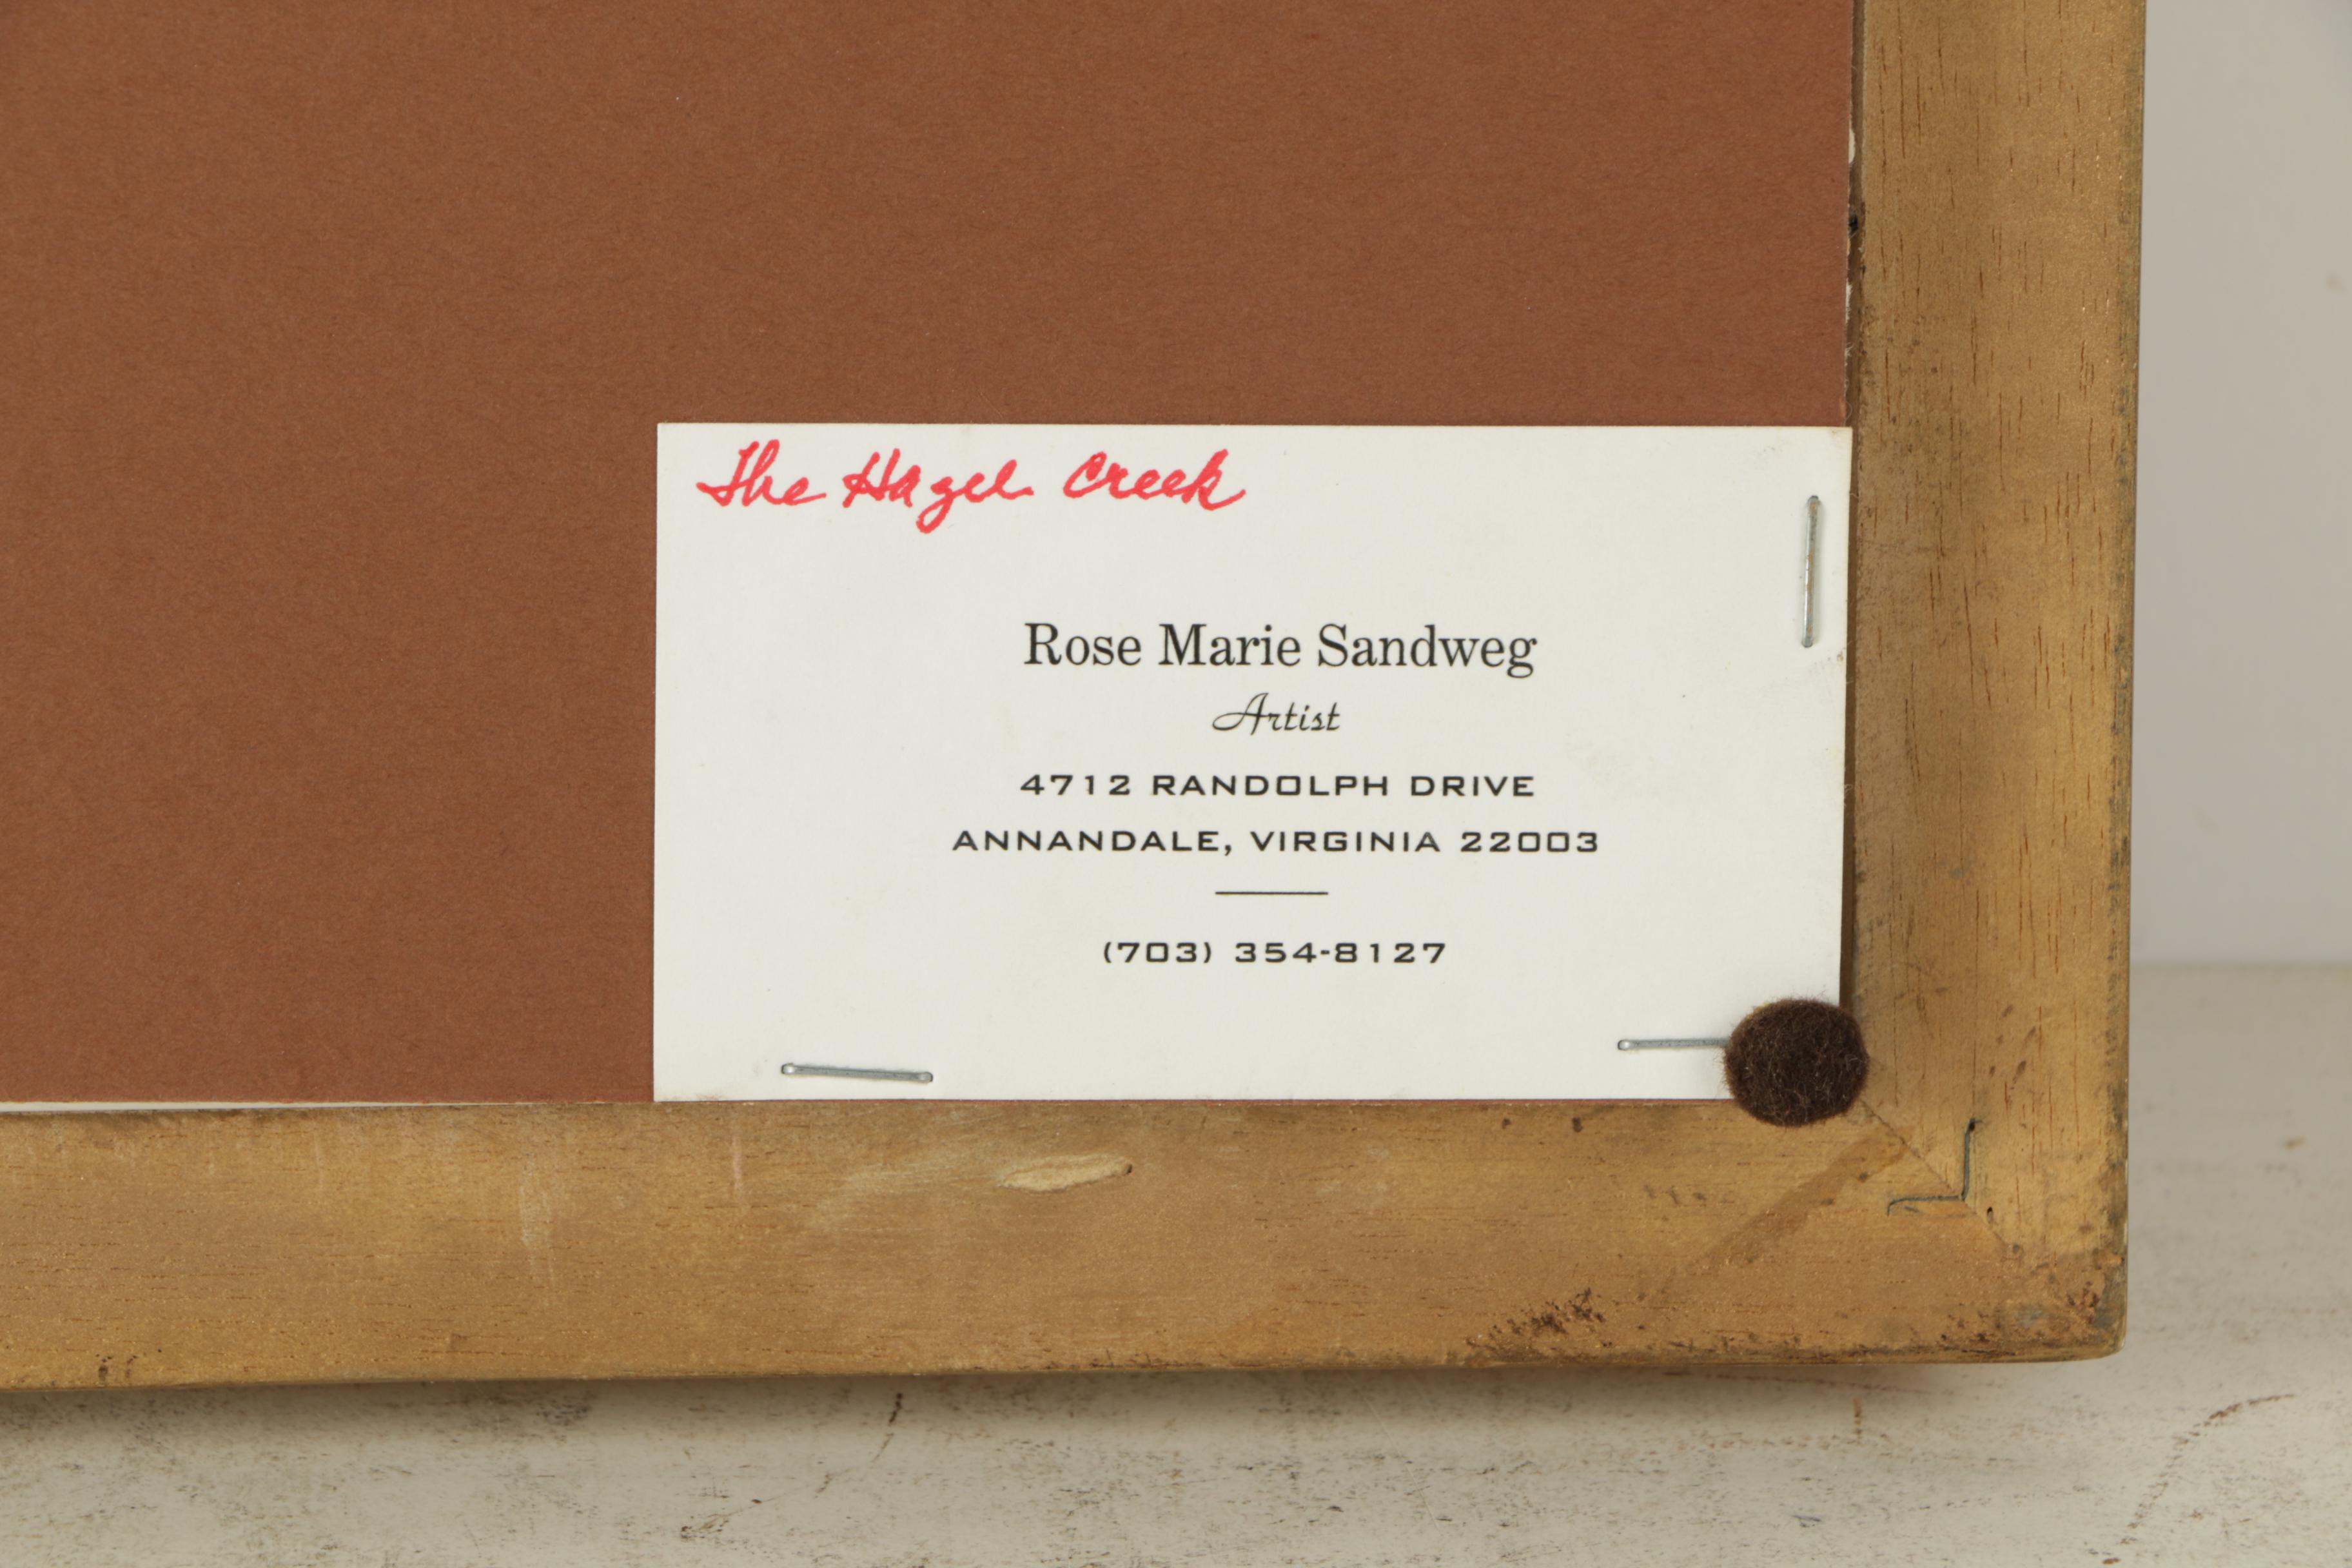 The Hazel Creek
Rose Marie Sandweg
Artist
4712 RANDOLPH DRIVE
ANNANDALE, VIRGINIA 22003
(703) 354-8127